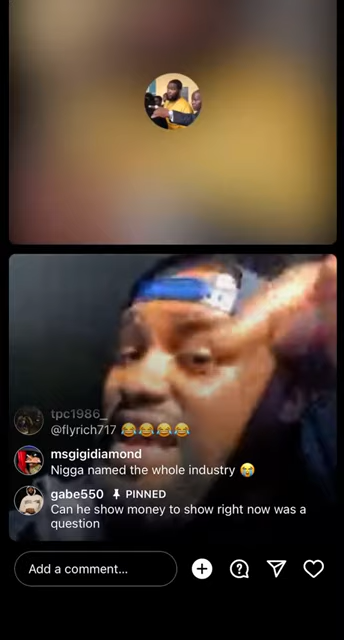 tpc1986_
@flyrich717 😂😂😂😂
msgigidiamond
Nigga named the whole industry 😭
gabe550 📌 PINNED
Can he show money to show right now was a
question
Add a comment...